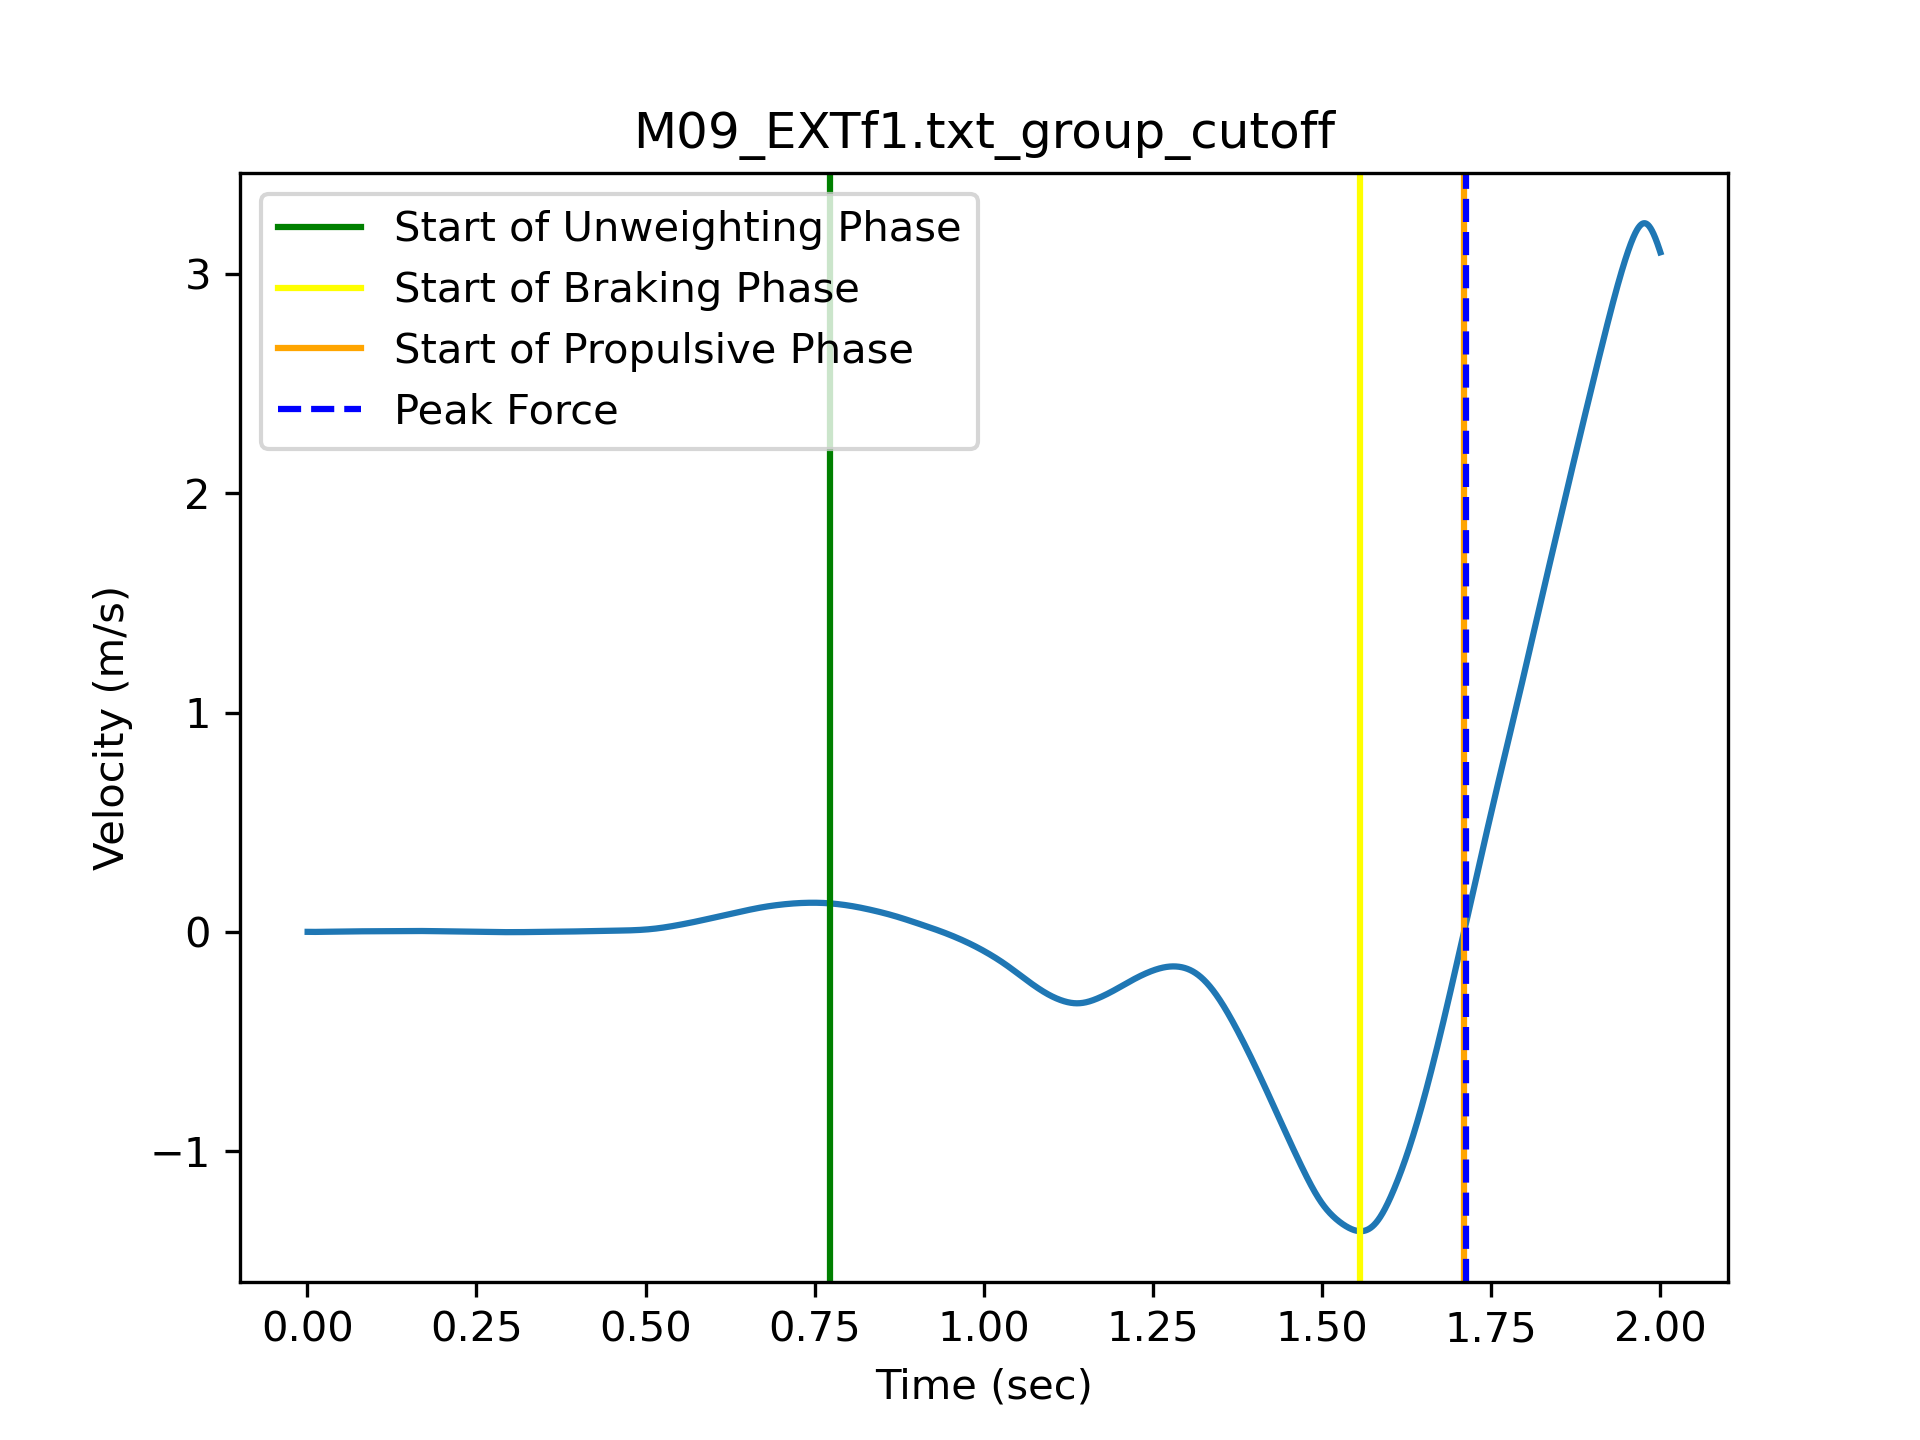 M09_EXTf1.txt_group_cutoff
Start of Unweighting Phase
Start of Braking Phase
Start of Propulsive Phase
Peak Force
Velocity (m/s)
3
2
1
0
−1
0.00 0.25 0.50 0.75 1.00 1.25 1.50 1.75 2.00
Time (sec)